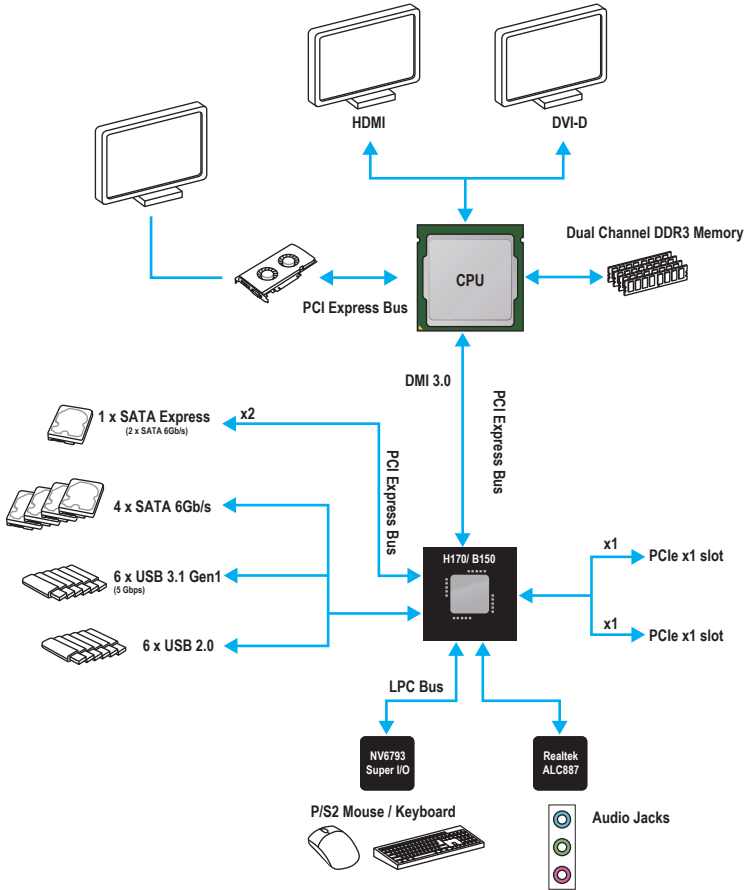 HDMI
DVI-D
Dual Channel DDR3 Memory
CPU
PCI Express Bus
DMI 3.0
PCI Express Bus
1 x SATA Express
(2 x SATA 6Gb/s)
x2
PCI Express Bus
4 x SATA 6Gb/s
6 x USB 3.1 Gen1
(5 Gbps)
6 x USB 2.0
H170/ B150
x1
PCIe x1 slot
x1
PCIe x1 slot
LPC Bus
NV6793
Super I/O
Realtek
ALC887
P/S2 Mouse / Keyboard
Audio Jacks